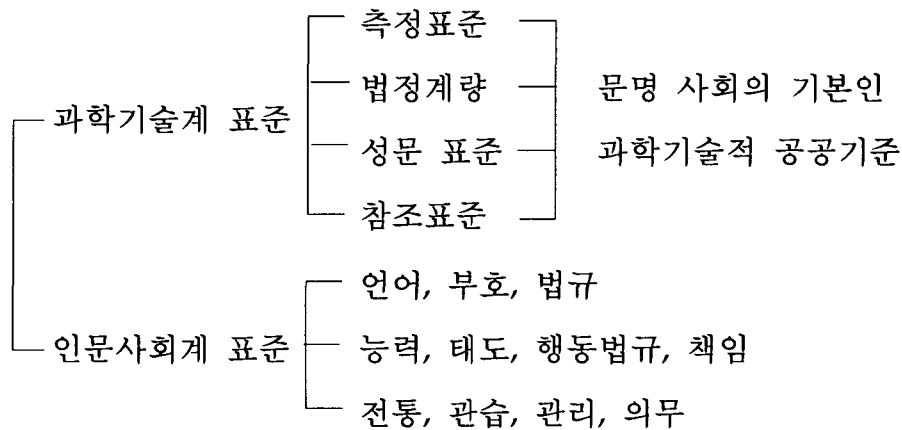 측정표준
법정계량 문명 사회의 기본인
과학기술계 표준
성문 표준 과학기술적 공공기준
참조표준
언어, 부호, 법규
인문사회계 표준 능력, 태도, 행동법규, 책임
전통, 관습, 관리, 의무